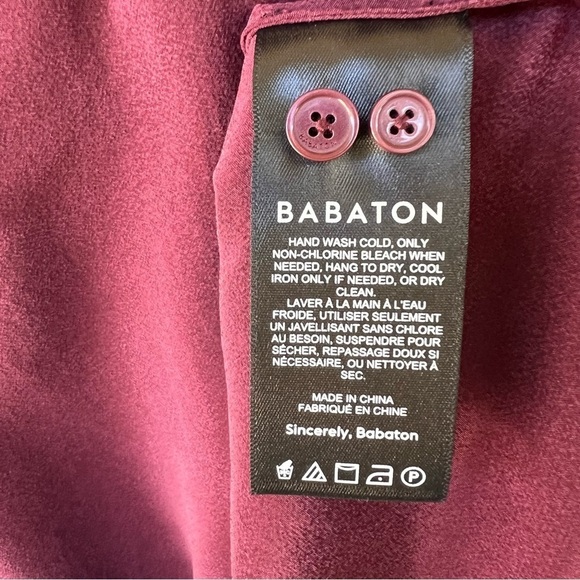 BABATON
HAND WASH COLD, ONLY
NON-CHLORINE BLEACH WHEN
NEEDED, HANG TO DRY, COOL
IRON ONLY IF NEEDED, OR DRY
CLEAN.
LAVER À LA MAIN À L'EAU
FROIDE, UTILISER SEULEMENT
UN JAVELLISANT SANS CHLORE
AU BESOIN, SUSPENDRE POUR
SÉCHER, REPASSAGE DOUX SI
NÉCESSAIRE, OU NETTOYER À
SEC.
MADE IN CHINA
FABRIQUÉ EN CHINE
Sincerely, Babaton
P